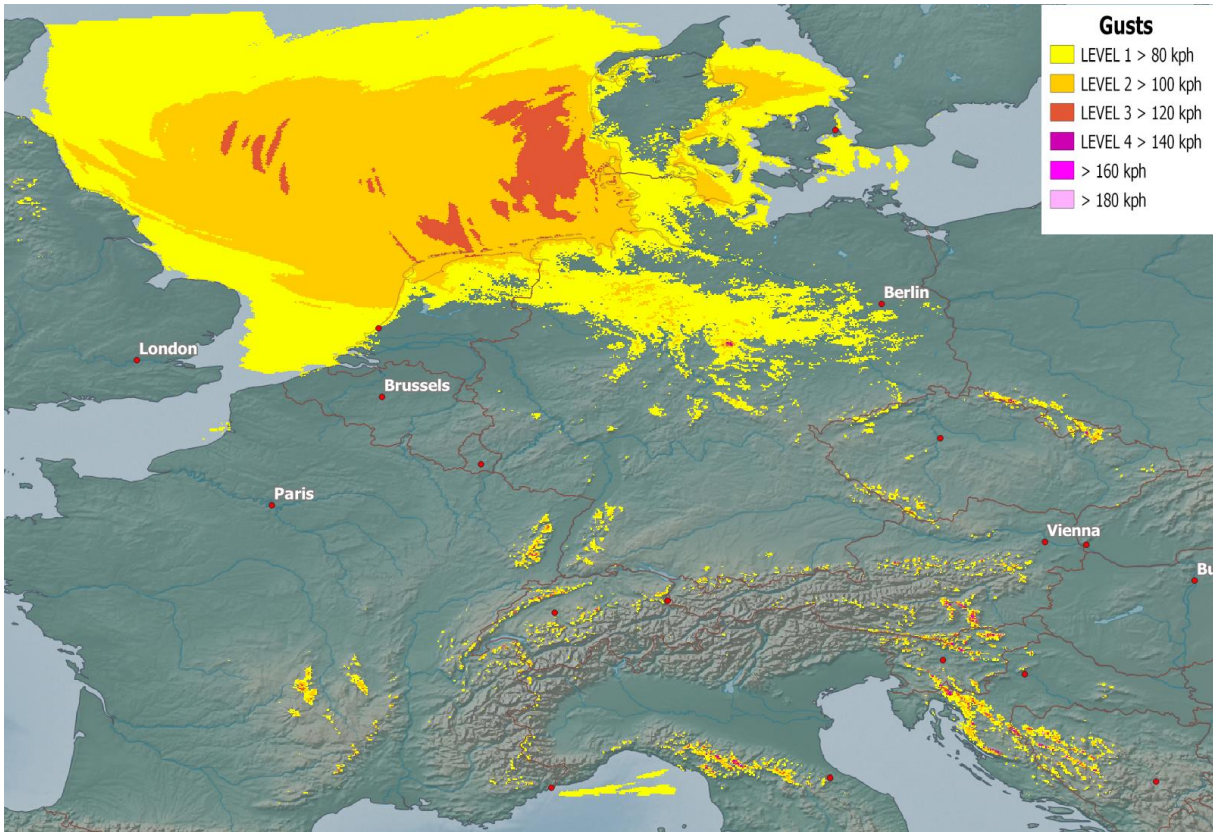 Gusts
LEVEL 1 > 80 kph
LEVEL 2 > 100 kph
LEVEL 3 > 120 kph
LEVEL 4 > 140 kph
> 160 kph
> 180 kph
Berlin
London
Brussels
Paris
Vienna
Bu